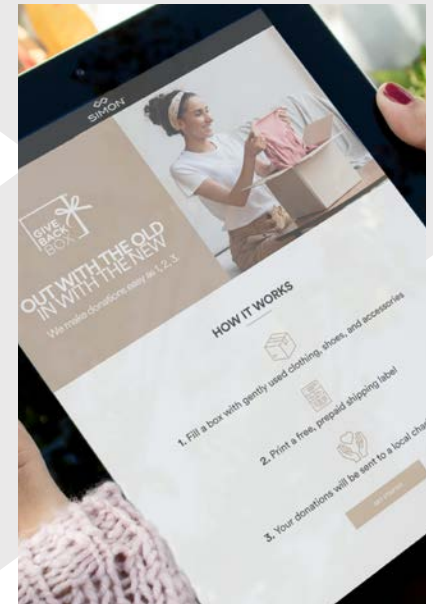 SIMON
GIVE
BACK
BOX
OUT WITH THE OLD
IN WITH THE NEW
We make donations easy as 1, 2, 3.
HOW IT WORKS
1. Fill a box with gently used clothing, shoes, and accessories
2. Print a free, prepaid shipping label
3. Your donations will be sent to a local
GET STARTED